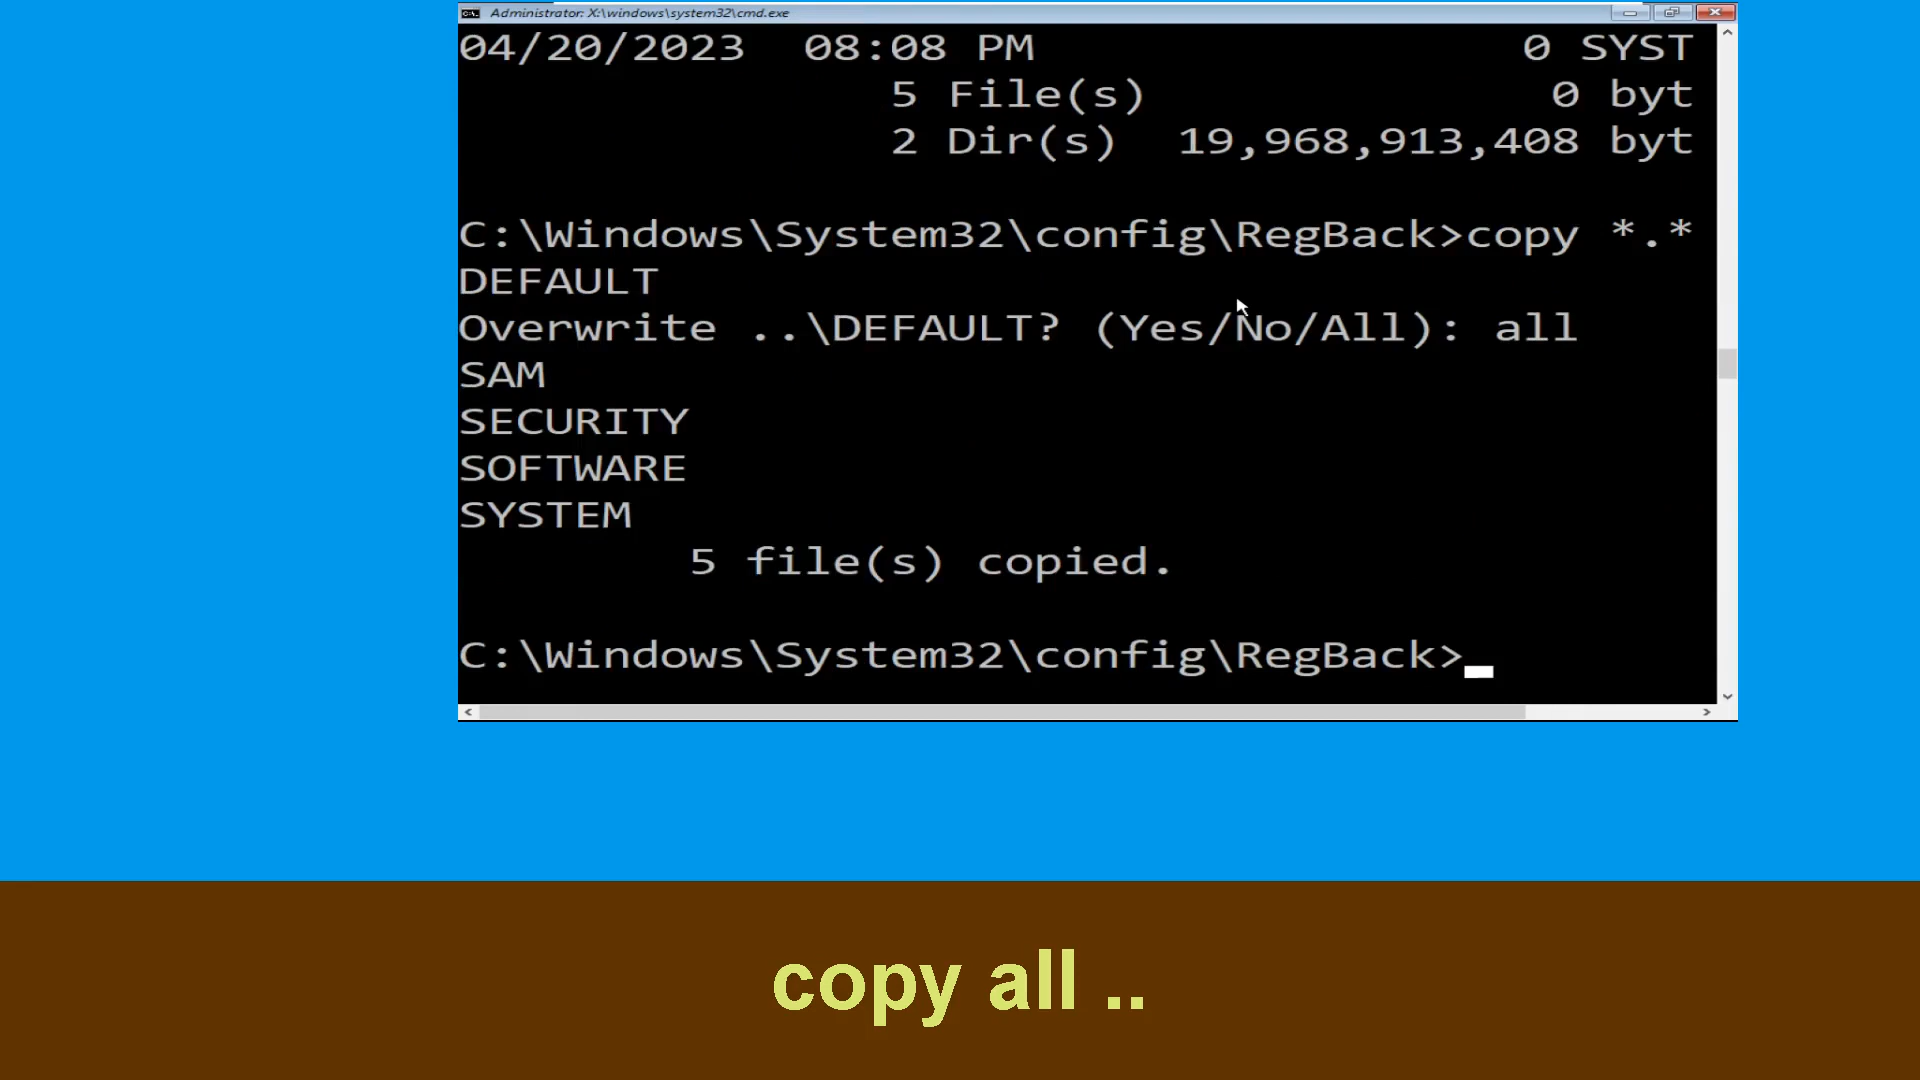 Administrator: X:\windows\system32\cmd.exe
04/20/2023  08:08 PM                 0 SYST
               5 File(s)              0 byt
               2 Dir(s)  19,968,913,408 byt
C:\Windows\System32\config\RegBack>copy *.*
DEFAULT
Overwrite ..\DEFAULT? (Yes/No/All): all
SAM
SECURITY
SOFTWARE
SYSTEM
        5 file(s) copied.
C:\Windows\System32\config\RegBack>
copy all ..